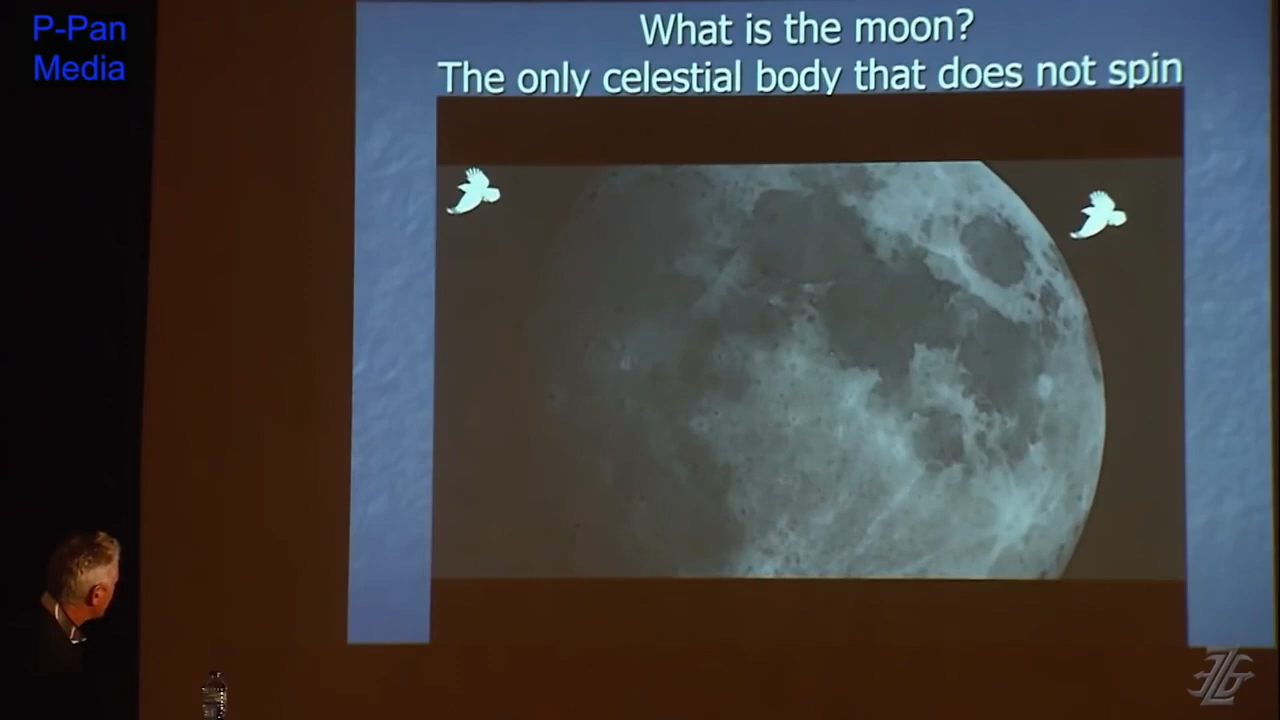 P-Pan
Media
What is the moon?
The only celestial body that does not spin